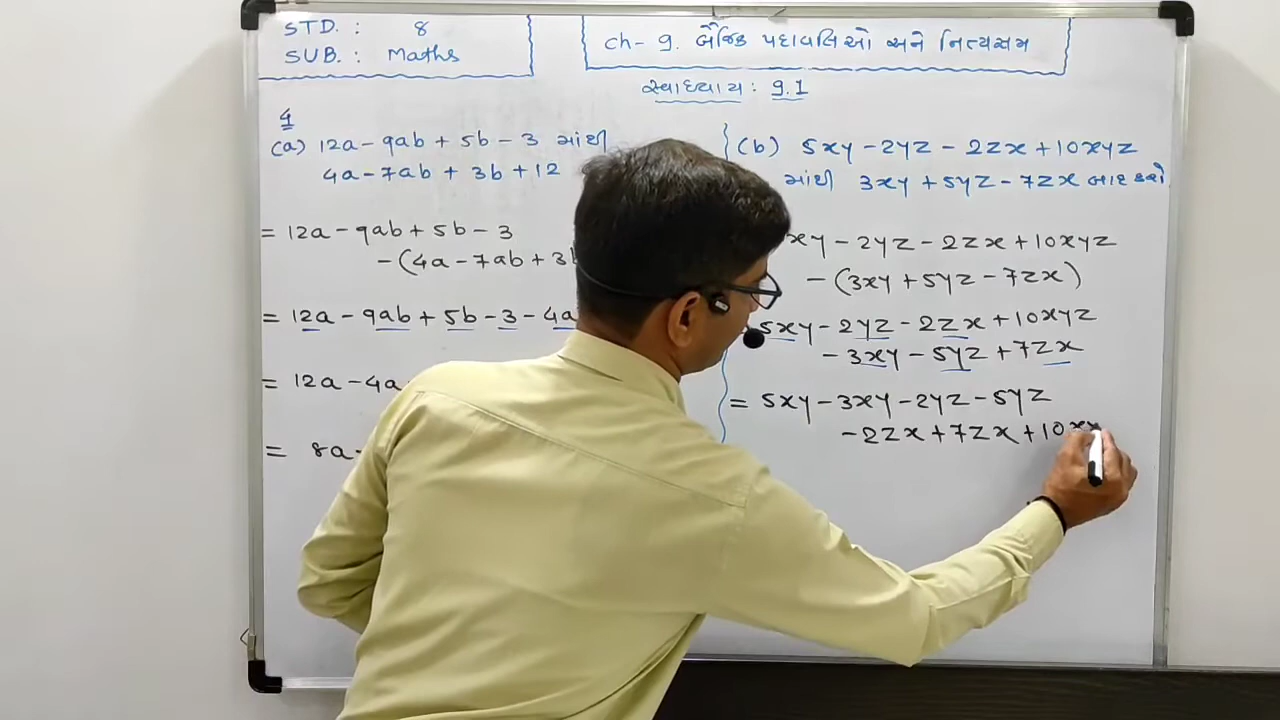 STD. : 8
SUB. : Maths
Ch- 9. બૈજિક પદાવલિઓ અને નિત્યસમ
સ્વાધ્યાય : 9.1
4
(a) 12a - 9ab + 5b - 3 માંથી
4a - 7ab + 3b + 12
= 12a - 9ab + 5b - 3
- (4a - 7ab + 3b
= 12a - 9ab + 5b - 3 - 4a
= 12a - 4a
= 8a -
(b) 5xy - 2yz - 2zx + 10xyz
માંથી 3xy + 5yz - 7zx બાદ કરો
xy - 2yz - 2zx + 10xyz
- (3xy + 5yz - 7zx)
5xy - 2yz - 2zx + 10xyz
- 3xy - 5yz + 7zx
= 5xy - 3xy - 2yz - 5yz
- 2zx + 7zx + 10xy